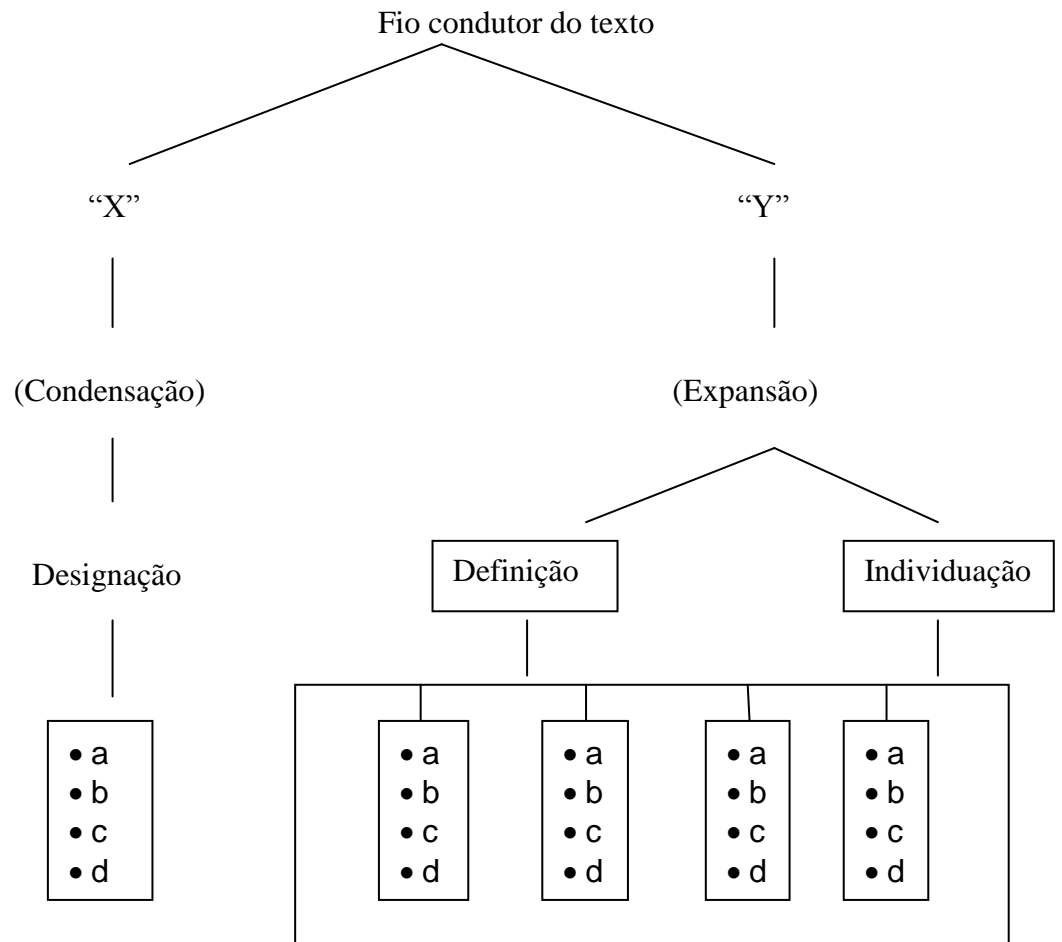 Fio condutor do texto
“X” “Y”
(Condensação) (Expansão)
Designação Definição Individuação
• a • a • a • a • a
• b • b • b • b • b
• c • c • c • c • c
• d • d • d • d • d